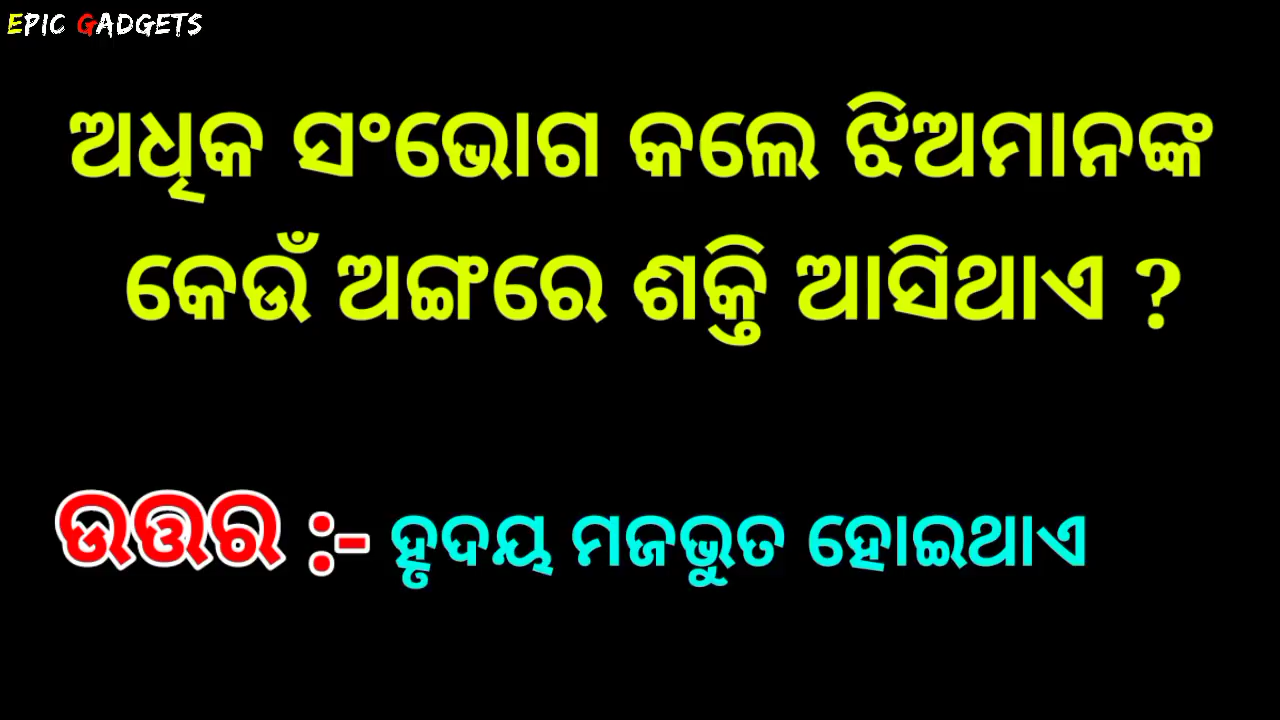 EPIC GADGETS
ଅଧିକ ସଂଭୋଗ କଲେ ଝିଅମାନଙ୍କ
କେଉଁ ଅଙ୍ଗରେ ଶକ୍ତି ଆସିଥାଏ ?
ଉତ୍ତର :- ହୃଦୟ ମଜଭୁତ ହୋଇଥାଏ